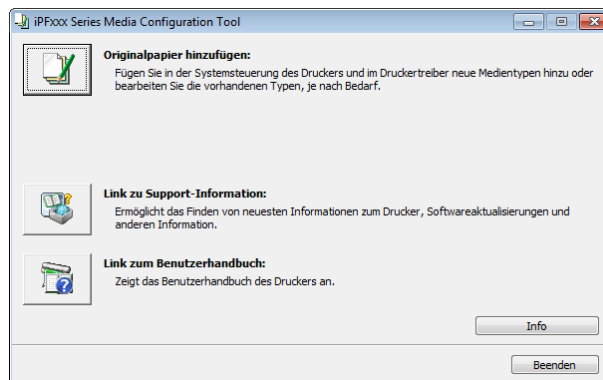 iPFxxx Series Media Configuration Tool
Originalpapier hinzufügen:
Fügen Sie in der Systemsteuerung des Druckers und im Druckertreiber neue Medientypen hinzu oder
bearbeiten Sie die vorhandenen Typen, je nach Bedarf.
Link zu Support-Information:
Ermöglicht das Finden von neuesten Informationen zum Drucker, Softwareaktualisierungen und
anderen Information.
Link zum Benutzerhandbuch:
Zeigt das Benutzerhandbuch des Druckers an.
Info
Beenden